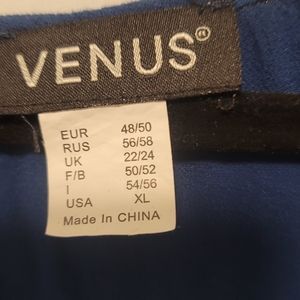 VENUS®
EUR 48/50
RUS 56/58
UK 22/24
F/B 50/52
I 54/56
USA XL
Made In CHINA